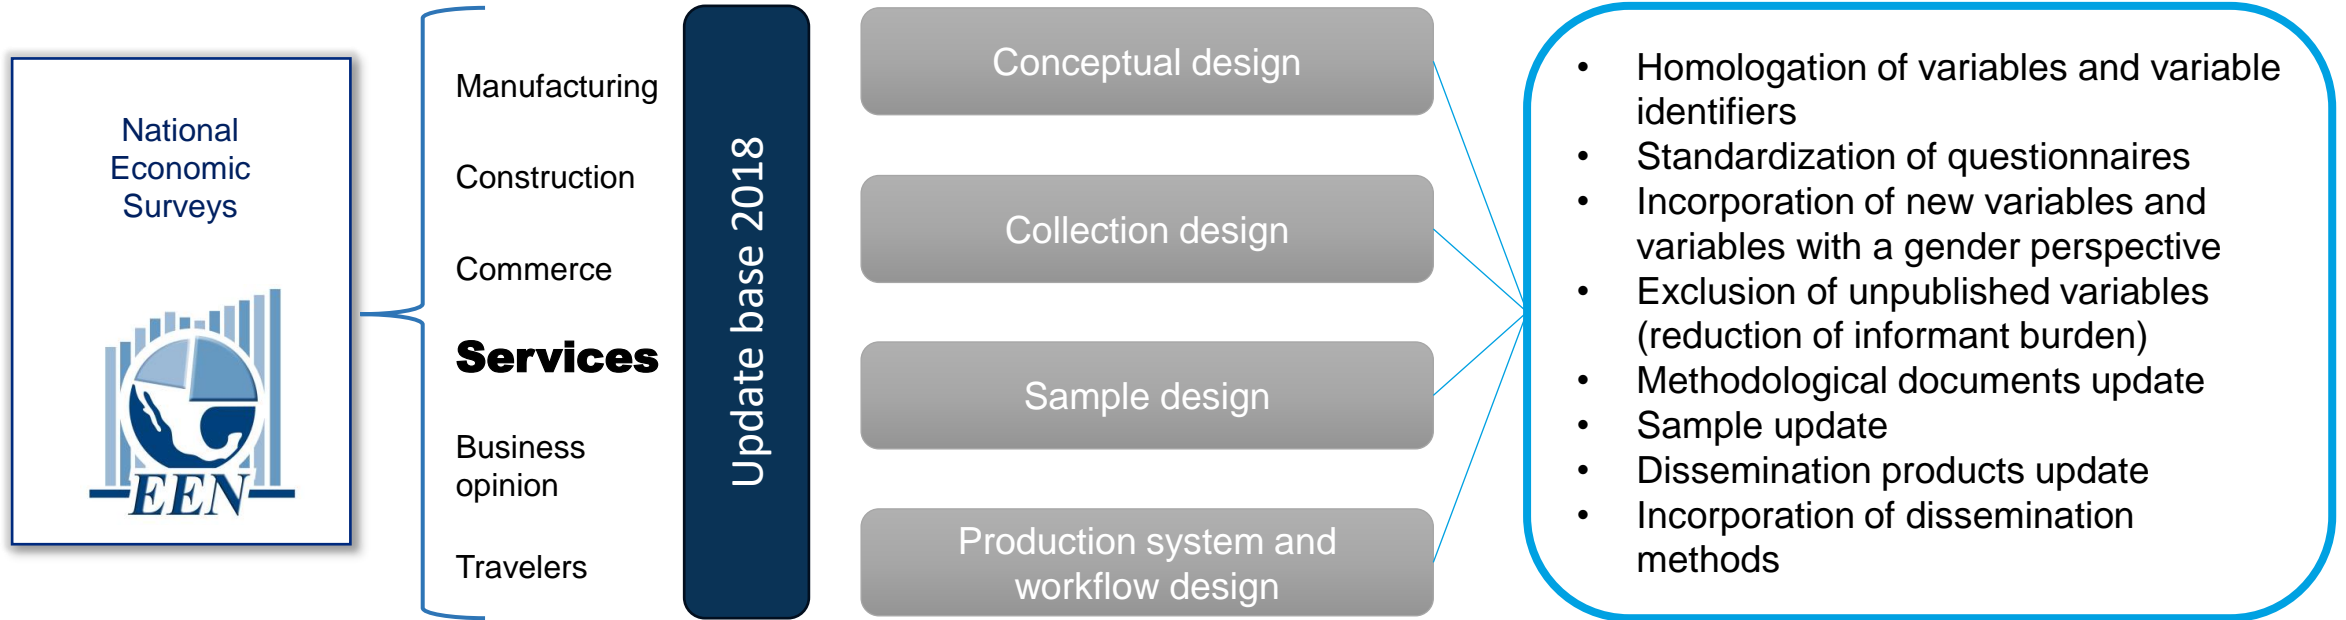 National
Economic
Surveys
EEN
Manufacturing
Construction
Commerce
Services
Business
opinion
Travelers
Update base 2018
Conceptual design
Collection design
Sample design
Production system and
workflow design
• Homologation of variables and variable
identifiers
• Standardization of questionnaires
• Incorporation of new variables and
variables with a gender perspective
• Exclusion of unpublished variables
(reduction of informant burden)
• Methodological documents update
• Sample update
• Dissemination products update
• Incorporation of dissemination
methods